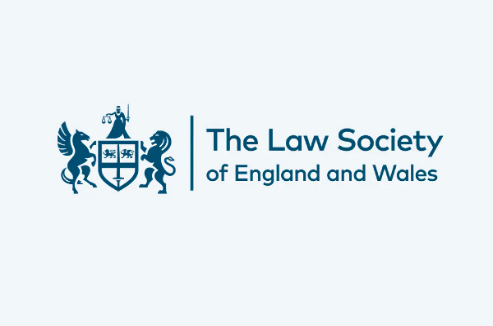 The Law Society
of England and Wales